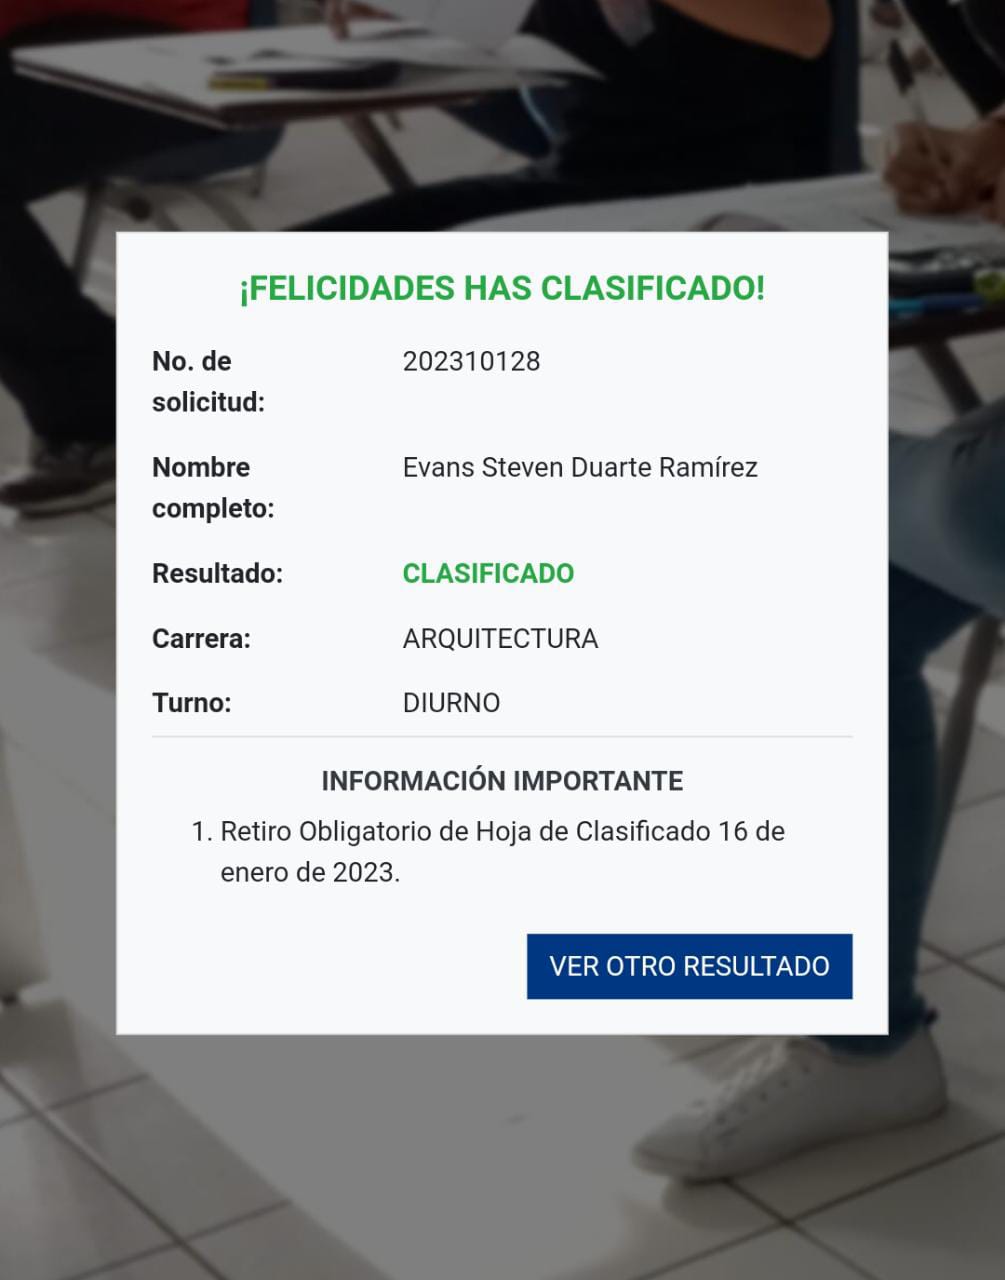 ¡FELICIDADES HAS CLASIFICADO!
No. de solicitud: 202310128
Nombre completo: Evans Steven Duarte Ramírez
Resultado: CLASIFICADO
Carrera: ARQUITECTURA
Turno: DIURNO
INFORMACIÓN IMPORTANTE
1. Retiro Obligatorio de Hoja de Clasificado 16 de
enero de 2023.
VER OTRO RESULTADO